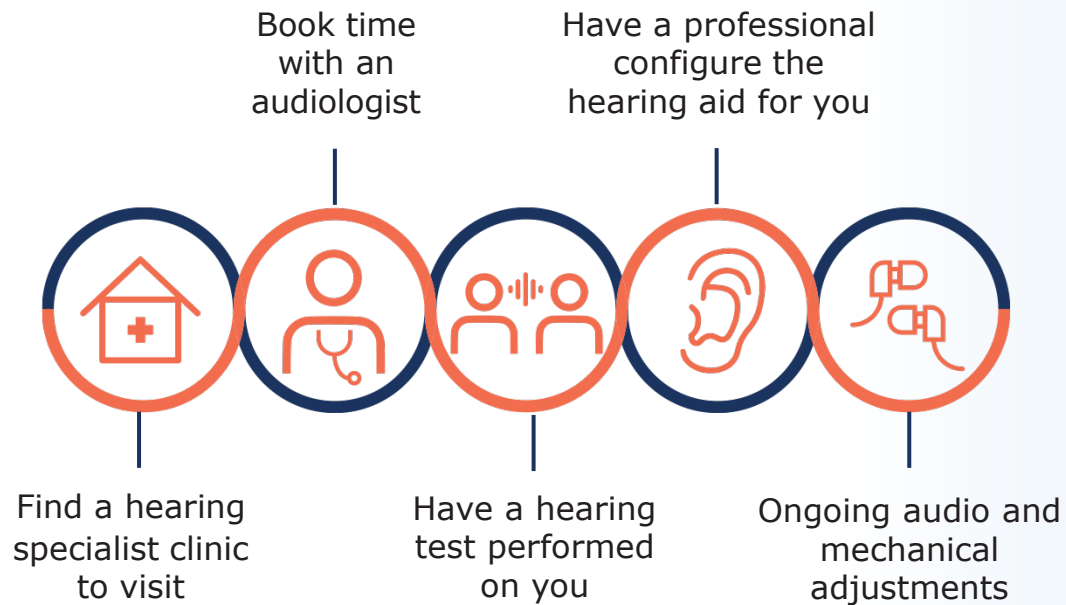 Find a hearing
specialist clinic
to visit
Book time
with an
audiologist
Have a hearing
test performed
on you
Have a professional
configure the
hearing aid for you
Ongoing audio and
mechanical
adjustments